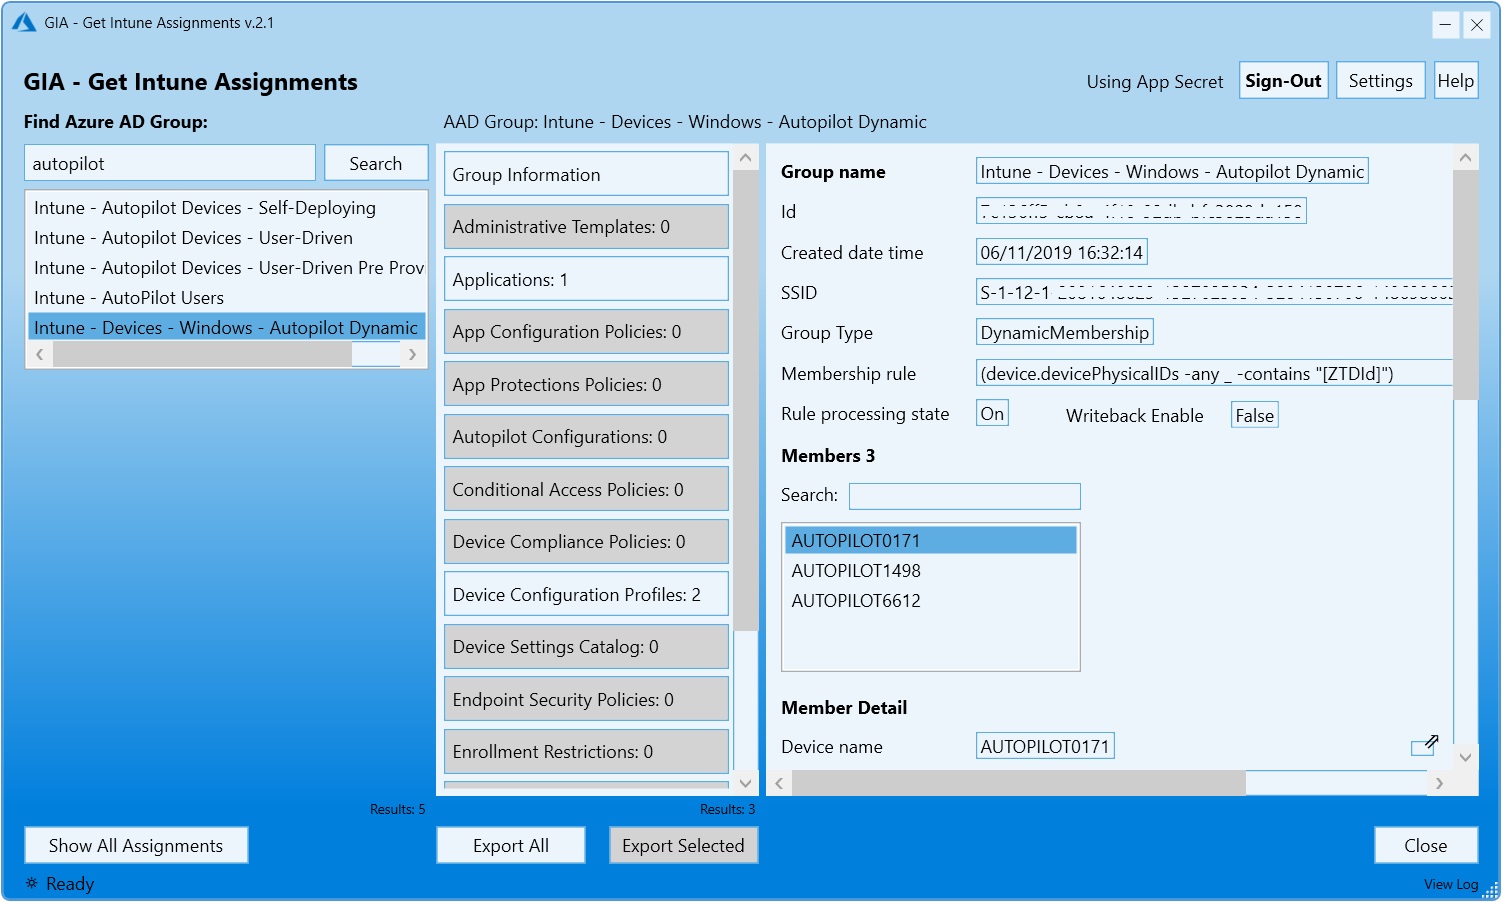 GIA - Get Intune Assignments v.2.1
GIA - Get Intune Assignments
Using App Secret
Sign-Out
Settings
Help
Find Azure AD Group:
AAD Group: Intune - Devices - Windows - Autopilot Dynamic
autopilot
Search
Intune - Autopilot Devices - Self-Deploying
Intune - Autopilot Devices - User-Driven
Intune - Autopilot Devices - User-Driven Pre Prov
Intune - AutoPilot Users
Intune - Devices - Windows - Autopilot Dynamic
Results: 5
Group Information
Administrative Templates: 0
Applications: 1
App Configuration Policies: 0
App Protections Policies: 0
Autopilot Configurations: 0
Conditional Access Policies: 0
Device Compliance Policies: 0
Device Configuration Profiles: 2
Device Settings Catalog: 0
Endpoint Security Policies: 0
Enrollment Restrictions: 0
Results: 3
Group name
Intune - Devices - Windows - Autopilot Dynamic
Id
Created date time
06/11/2019 16:32:14
SSID
S-1-12-1
Group Type
DynamicMembership
Membership rule
(device.devicePhysicalIDs -any _ -contains "[ZTDId]")
Rule processing state
On
Writeback Enable
False
Members 3
Search:
AUTOPILOT0171
AUTOPILOT1498
AUTOPILOT6612
Member Detail
Device name
AUTOPILOT0171
Show All Assignments
Export All
Export Selected
Close
Ready
View Log